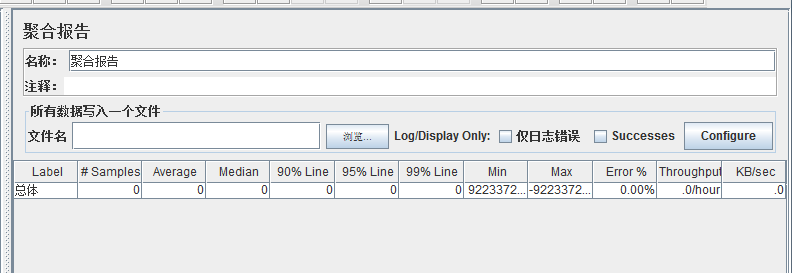 聚合报告
名称： 聚合报告
注释：
所有数据写入一个文件
文件名 浏览... Log/Display Only: 仅日志错误 Successes Configure
Label # Samples Average Median 90% Line 95% Line 99% Line Min Max Error % Throughput KB/sec
总体 0 0 0 0 0 0 9223372... -9223372... 0.00% .0/hour .0